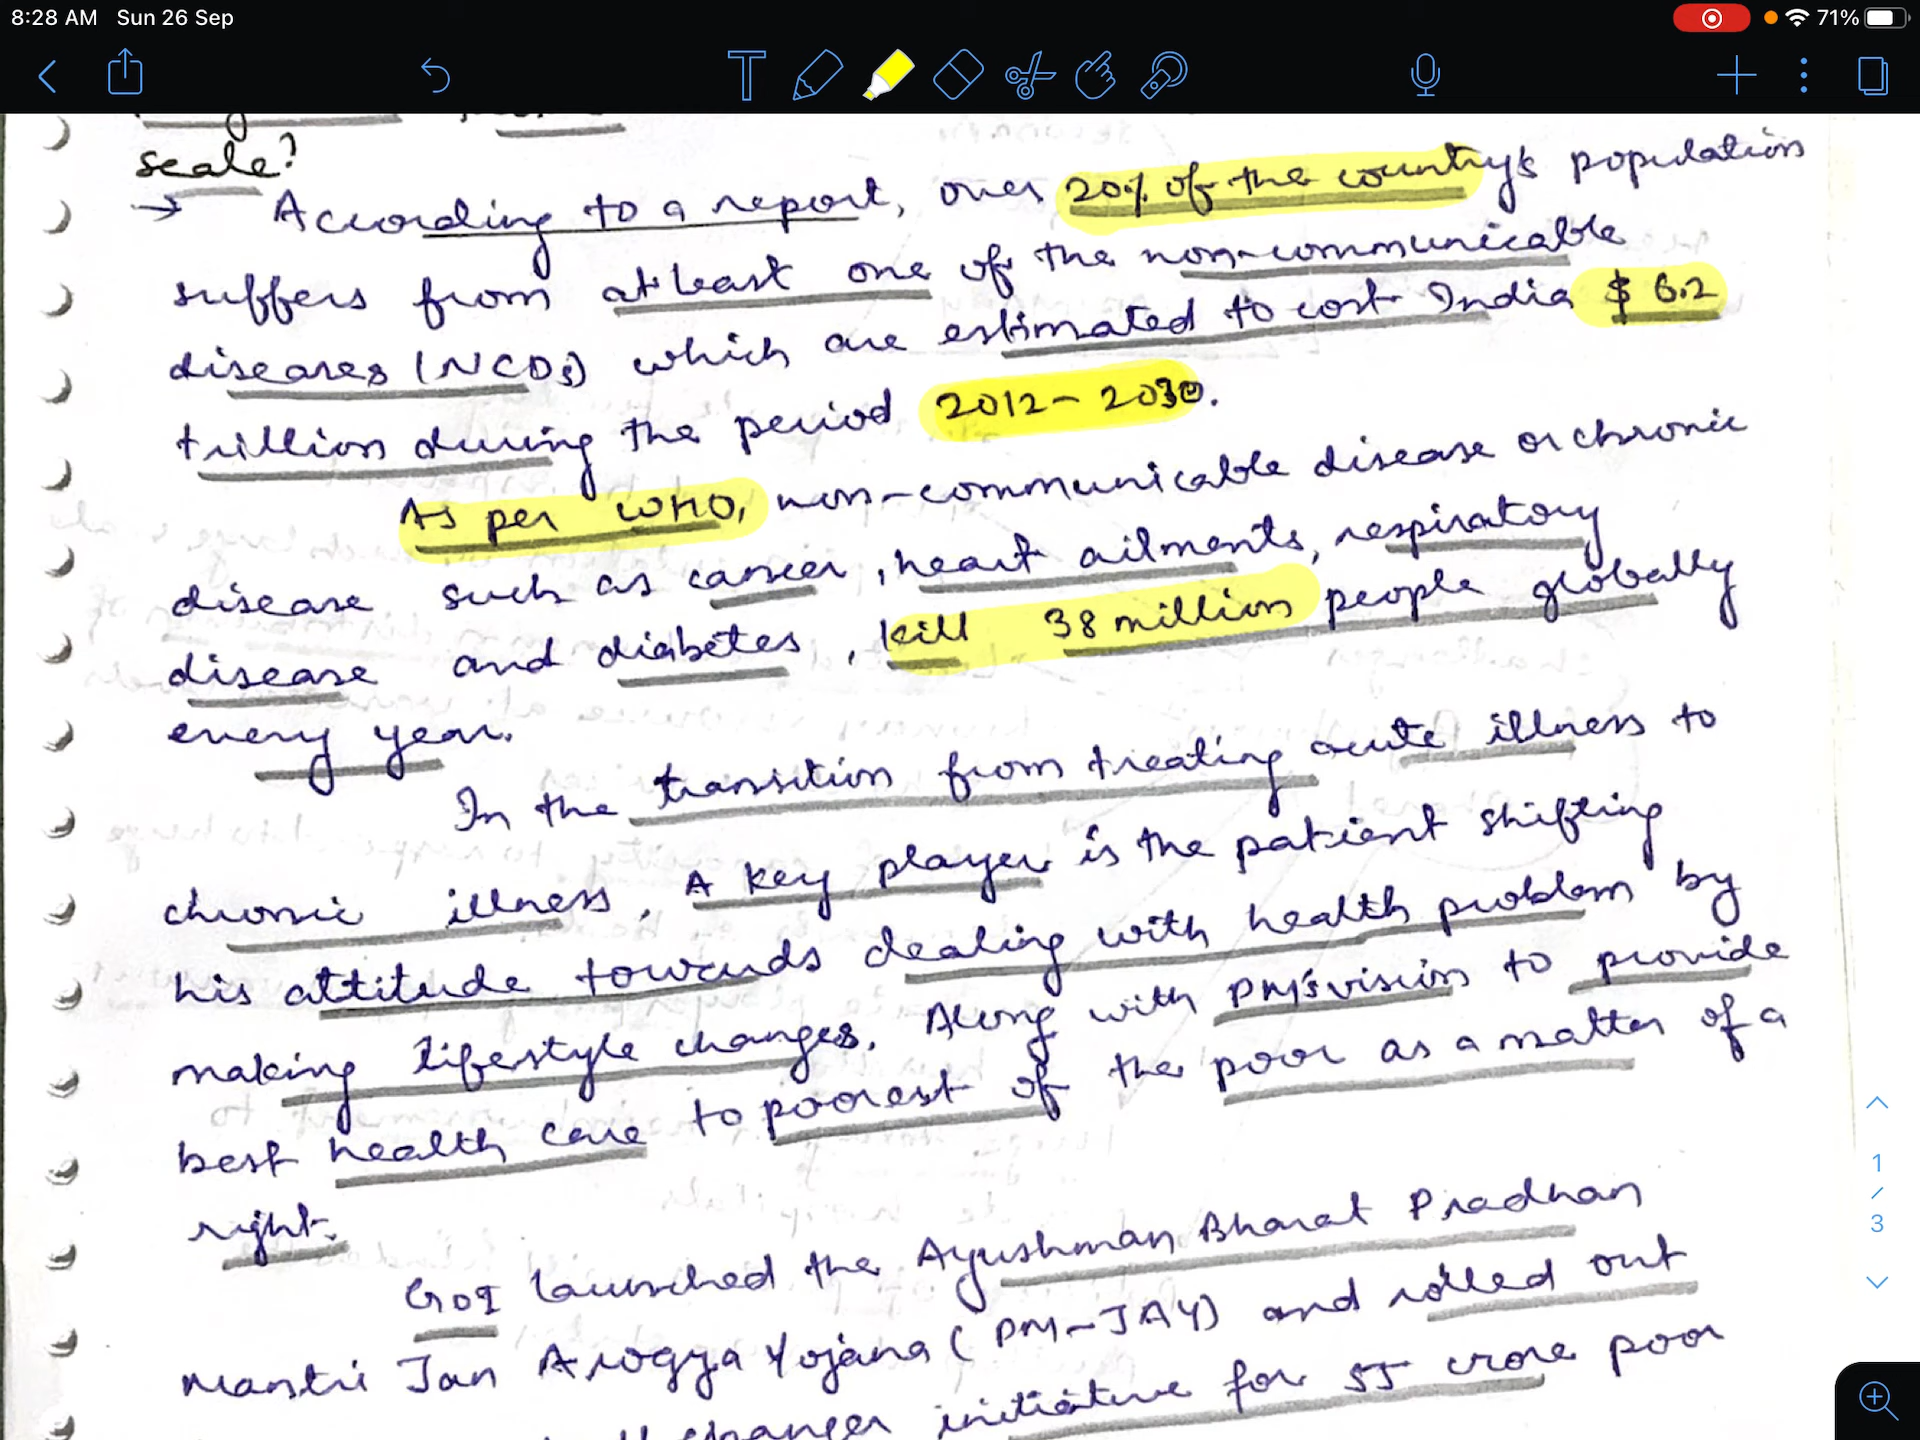 8:28 AM Sun 26 Sep
71%
scale?
→ According to a report, over 20% of the country's population
suffers from atleast one of the non-communicable
diseases (NCDs) which are estimated to cost India $ 6.2
trillion during the period 2012-2030.
As per WHO, non-communicable disease or chronic
disease such as cancer, heart ailments, respiratory
disease and diabetes, kill 38 million people globally
every year.
In the transition from treating acute illness to
chronic illness, A key player is the patient shifting
his attitude towards dealing with health problem by
making lifestyle changes. Along with PM's vision to provide
best health care to poorest of the poor as a matter of a
right.
GOI launched the Ayushman Bharat Pradhan
Mantri Jan Arogya Yojana (PM-JAY) and rolled out
changer initiative for 55 crore poor
1
/
3